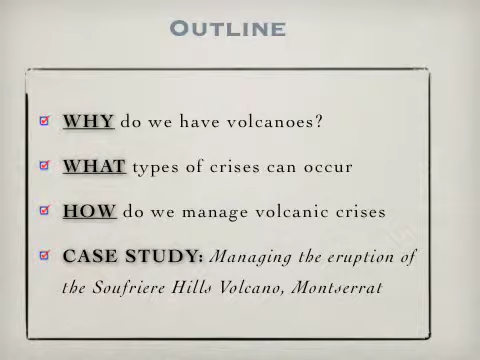 OUTLINE
WHY do we have volcanoes?
WHAT types of crises can occur
HOW do we manage volcanic crises
CASE STUDY: Managing the eruption of
the Soufriere Hills Volcano, Montserrat